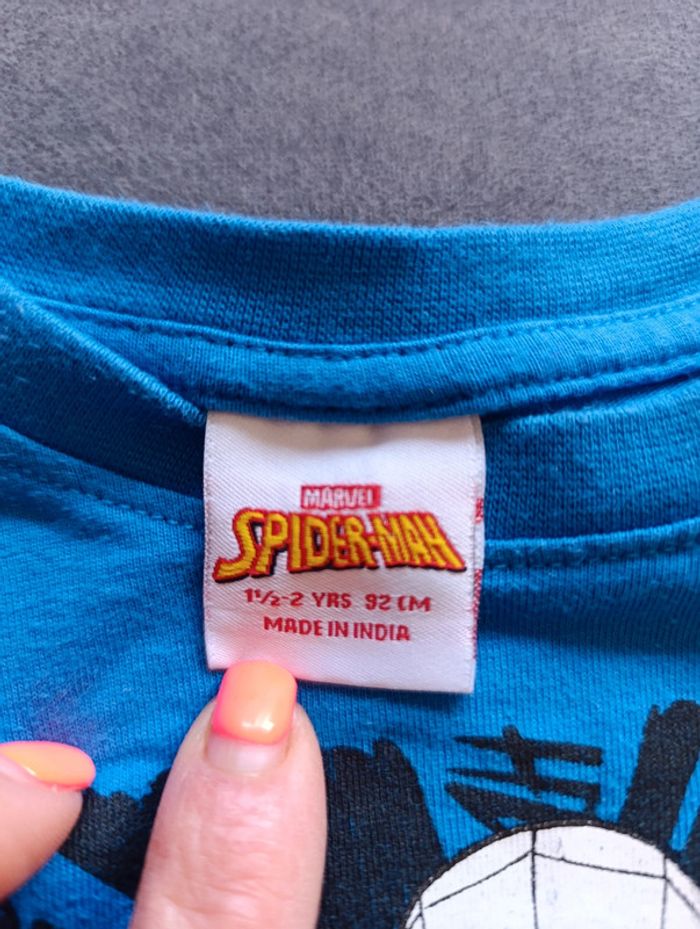 MARVEL
SPIDER-MAN
1½-2 YRS 92 CM
MADE IN INDIA